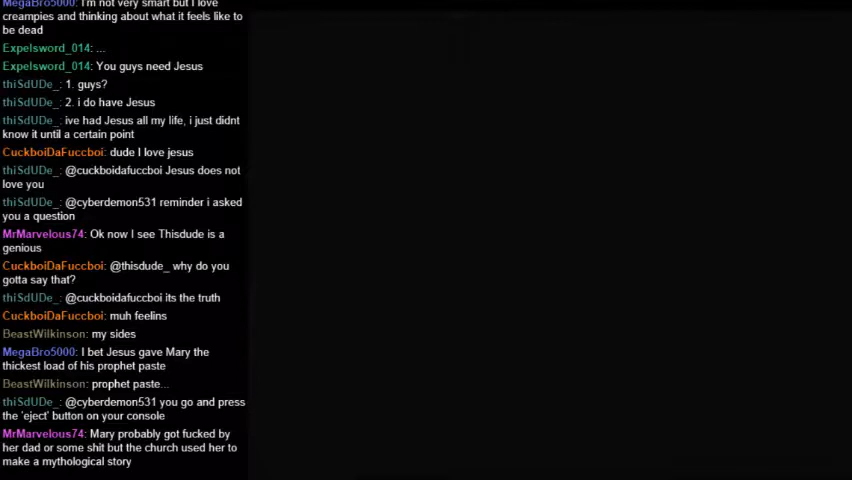 MegaBro5000: I'm not very smart but I love
creampies and thinking about what it feels like to
be dead
Expelsword_014: ...
Expelsword_014: You guys need Jesus
thiSdUDe_: 1. guys?
thiSdUDe_: 2. i do have Jesus
thiSdUDe_: ive had Jesus all my life, i just didnt
know it until a certain point
CuckboiDaFuccboi: dude I love jesus
thiSdUDe_: @cuckboidafuccboi Jesus does not
love you
thiSdUDe_: @cyberdemon531 reminder i asked
you a question
MrMarvelous74: Ok now I see Thisdude is a
genious
CuckboiDaFuccboi: @thisdude_ why do you
gotta say that?
thiSdUDe_: @cuckboidafuccboi its the truth
CuckboiDaFuccboi: muh feelins
BeastWilkinson: my sides
MegaBro5000: I bet Jesus gave Mary the
thickest load of his prophet paste
BeastWilkinson: prophet paste...
thiSdUDe_: @cyberdemon531 you go and press
the 'eject' button on your console
MrMarvelous74: Mary probably got fucked by
her dad or some shit but the church used her to
make a mythological story